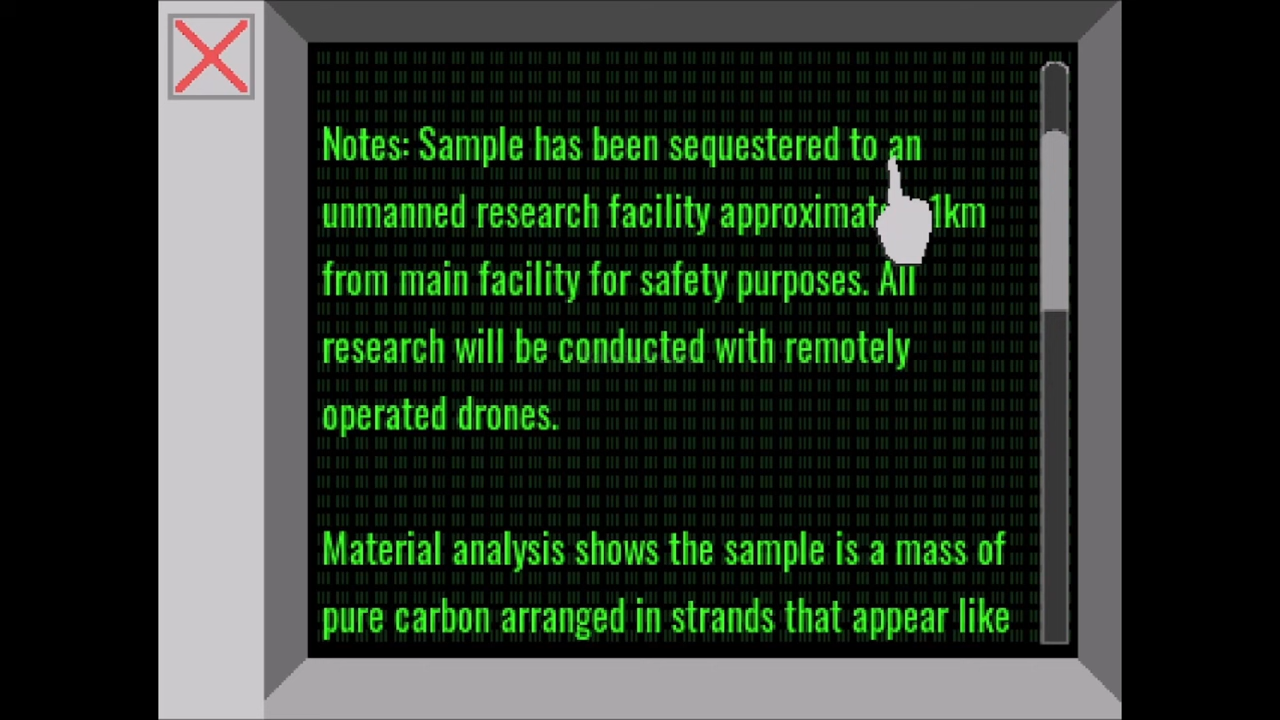 Notes: Sample has been sequestered to an
unmanned research facility approximate 1km
from main facility for safety purposes. All
research will be conducted with remotely
operated drones.
Material analysis shows the sample is a mass of
pure carbon arranged in strands that appear like